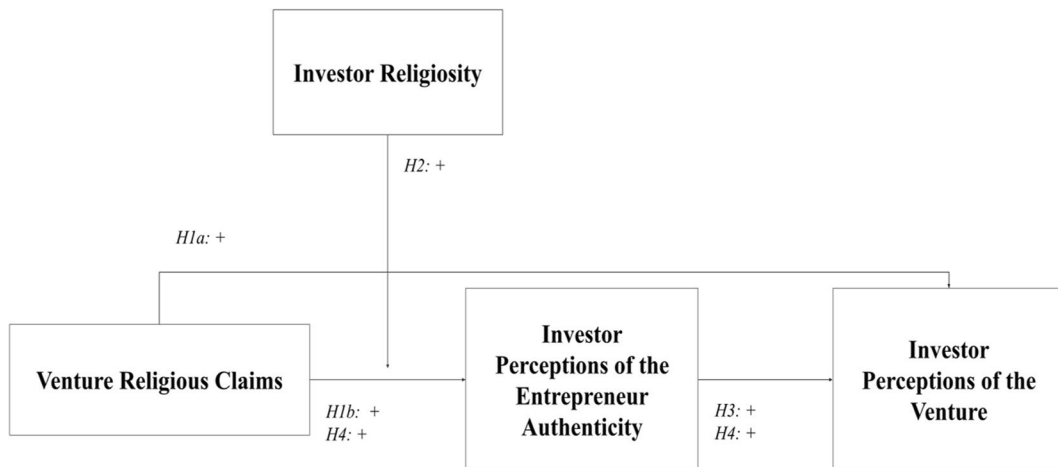 Investor Religiosity
H2: +
H1a: +
Venture Religious Claims
H1b: +
H4: +
Investor
Perceptions of the
Entrepreneur
Authenticity
H3: +
H4: +
Investor
Perceptions of the
Venture